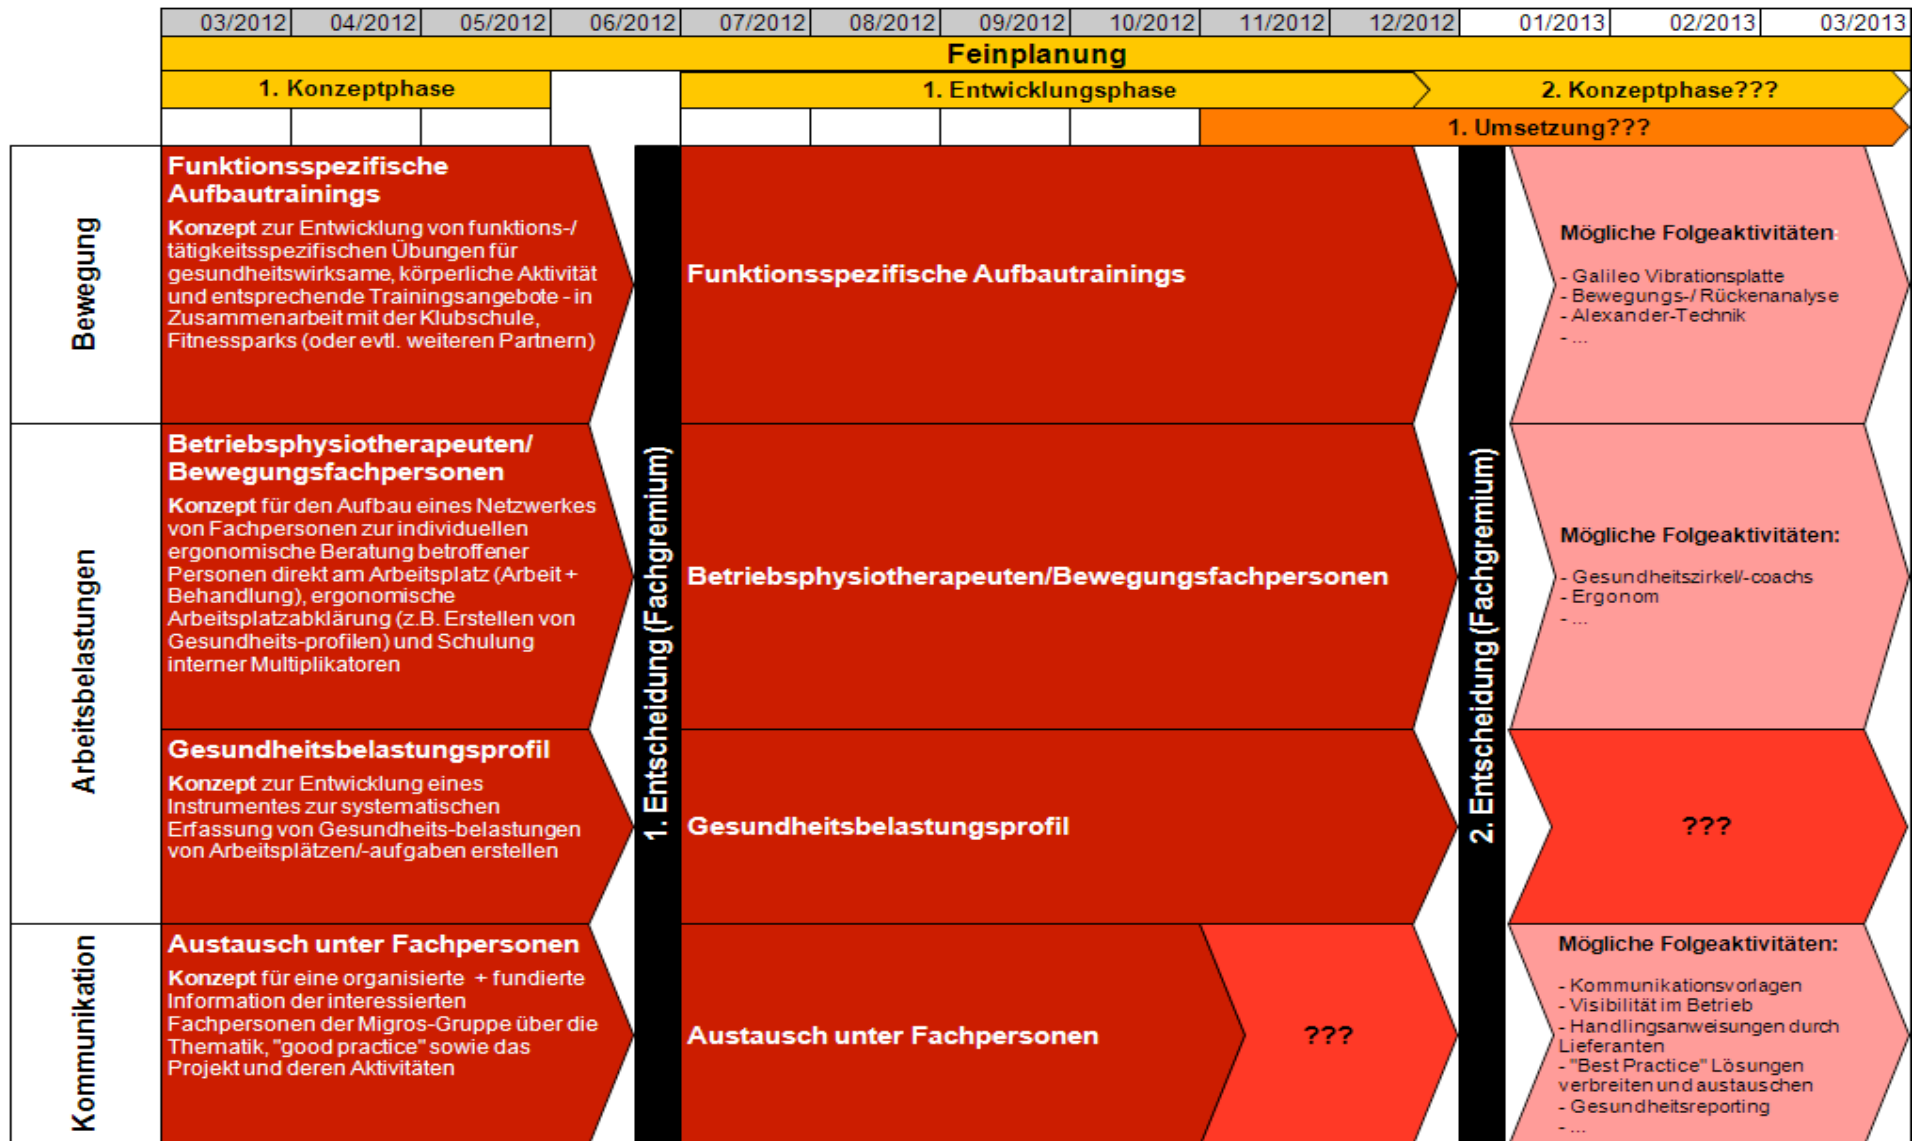 03/2012 04/2012 05/2012 06/2012 07/2012 08/2012 09/2012 10/2012 11/2012 12/2012 01/2013 02/2013 03/2013
Feinplanung
1. Konzeptphase
1. Entwicklungsphase
2. Konzeptphase???
1. Umsetzung???
Bewegung
Funktionsspezifische
Aufbautrainings
Konzept zur Entwicklung von funktions-/
tätigkeitsspezifischen Übungen für
gesundheitswirksame, körperliche Aktivität
und entsprechende Trainingsangebote - in
Zusammenarbeit mit der Klubschule,
Fitnessparks (oder evtl. weiteren Partnern)
1. Entscheidung (Fachgremium)
Funktionsspezifische Aufbautrainings
2. Entscheidung (Fachgremium)
Mögliche Folgeaktivitäten:
- Galileo Vibrationsplatte
- Bewegungs-/ Rückenanalyse
- Alexander-Technik
- ...
Arbeitsbelastungen
Betriebsphysiotherapeuten/
Bewegungsfachpersonen
Konzept für den Aufbau eines Netzwerkes
von Fachpersonen zur individuellen
ergonomische Beratung betroffener
Personen direkt am Arbeitsplatz (Arbeit +
Behandlung), ergonomische
Arbeitsplatzabklärung (z.B. Erstellen von
Gesundheits-profilen) und Schulung
interner Multiplikatoren
Betriebsphysiotherapeuten/Bewegungsfachpersonen
Mögliche Folgeaktivitäten:
- Gesundheitszirkel/-coachs
- Ergonom
- ...
Gesundheitsbelastungsprofil
Konzept zur Entwicklung eines
Instrumentes zur systematischen
Erfassung von Gesundheits-belastungen
von Arbeitsplätzen/-aufgaben erstellen
Gesundheitsbelastungsprofil
???
Kommunikation
Austausch unter Fachpersonen
Konzept für eine organisierte + fundierte
Information der interessierten
Fachpersonen der Migros-Gruppe über die
Thematik, "good practice" sowie das
Projekt und deren Aktivitäten
Austausch unter Fachpersonen
???
Mögliche Folgeaktivitäten:
- Kommunikationsvorlagen
- Visibilität im Betrieb
- Handlingsanweisungen durch
Lieferanten
- "Best Practice" Lösungen
verbreiten und austauschen
- Gesundheitsreporting
- ...